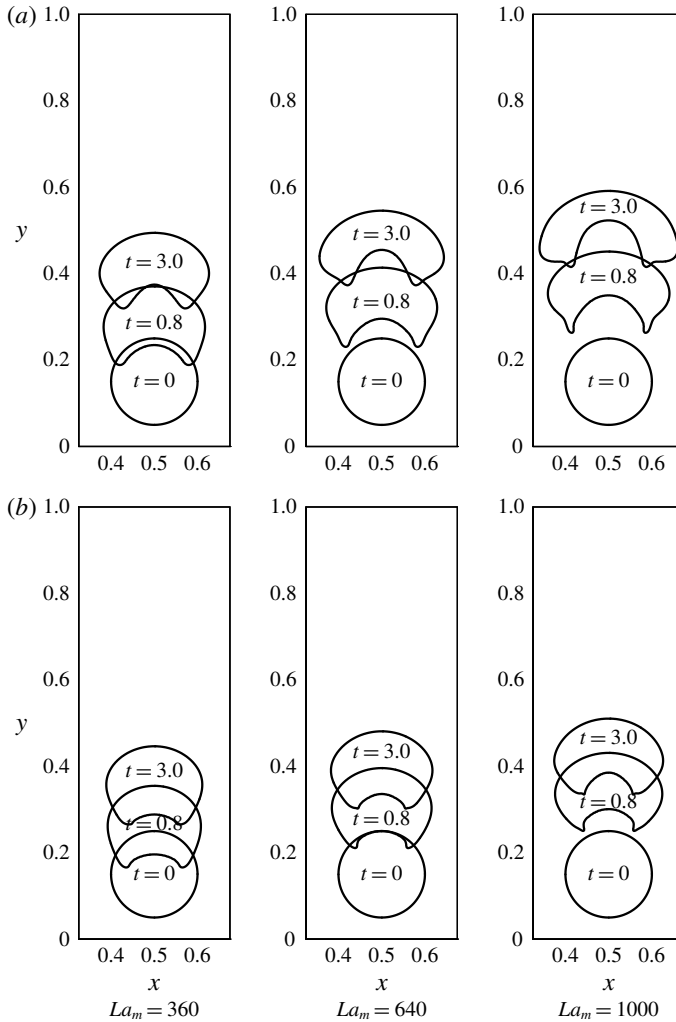 (a)
1.0 1.0 1.0
0.8 0.8 0.8
0.6 0.6 0.6
y
t = 3.0 t = 3.0 t = 3.0
0.4 0.4 0.4
t = 0.8 t = 0.8 t = 0.8
0.2 0.2 0.2
t = 0 t = 0 t = 0
0 0 0
0.4 0.5 0.6 0.4 0.5 0.6 0.4 0.5 0.6
(b)
1.0 1.0 1.0
0.8 0.8 0.8
0.6 0.6 0.6
y
t = 3.0 t = 3.0 t = 3.0
0.4 0.4 0.4
t = 0.8 t = 0.8 t = 0.8
0.2 0.2 0.2
t = 0 t = 0 t = 0
0 0 0
0.4 0.5 0.6 0.4 0.5 0.6 0.4 0.5 0.6
x x x
La_m = 360 La_m = 640 La_m = 1000